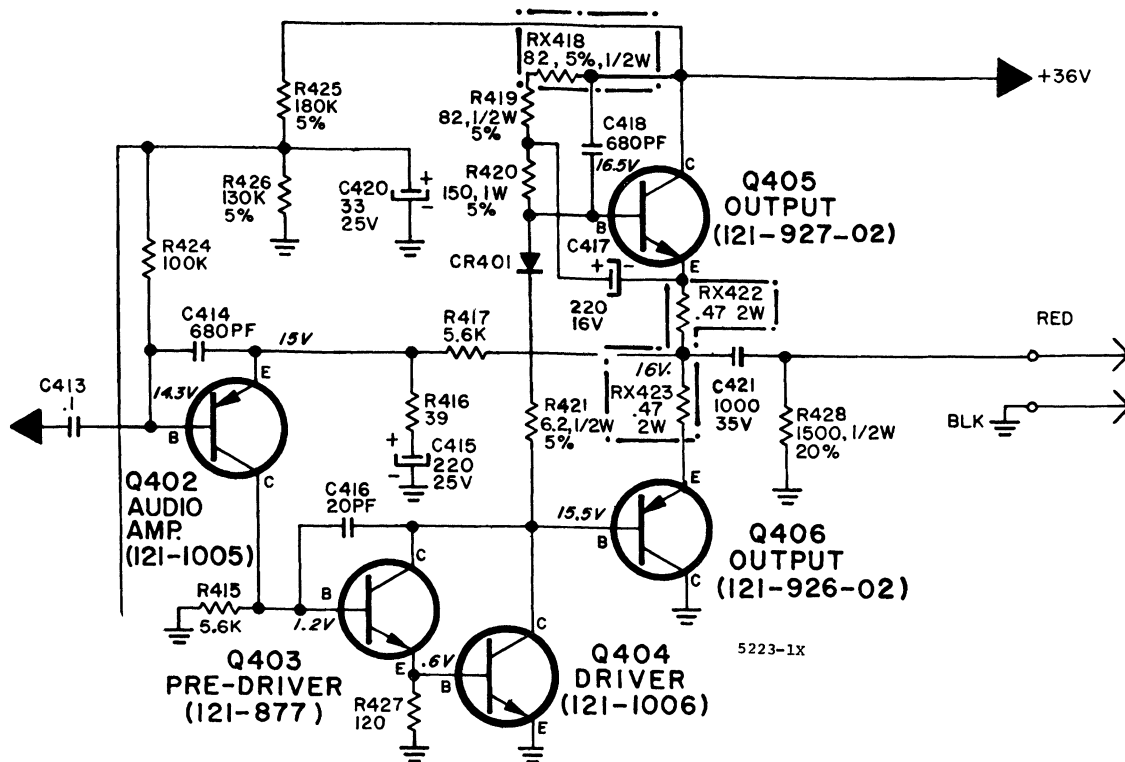 RX418
82, 5%, 1/2W
+36V
R425
180K
5%
R419
82, 1/2W
5%
C418
680PF
16.5V
R420
150, 1W
5%
R426
130K
5%
C420
33
25V
+
-
C
B
E
Q405
OUTPUT
(121-927-02)
R424
100K
CR401
C417
+
-
220
16V
RX422
.47 2W
RED
C414
680PF
15V
R417
5.6K
16V.
C421
1000
35V
RX423
.47
2W
R428
1500, 1/2W
20%
BLK
C413
.1
14.3V
E
B
C
Q402
AUDIO
AMP.
(121-1005)
R416
39
C415
220
25V
+
-
R421
6.2, 1/2W
5%
C416
20PF
15.5V
E
B
C
Q406
OUTPUT
(121-926-02)
R415
5.6K
1.2V
B
C
E
Q403
PRE-DRIVER
(121-877)
.6V
B
C
E
Q404
DRIVER
(121-1006)
R427
120
5223-1X